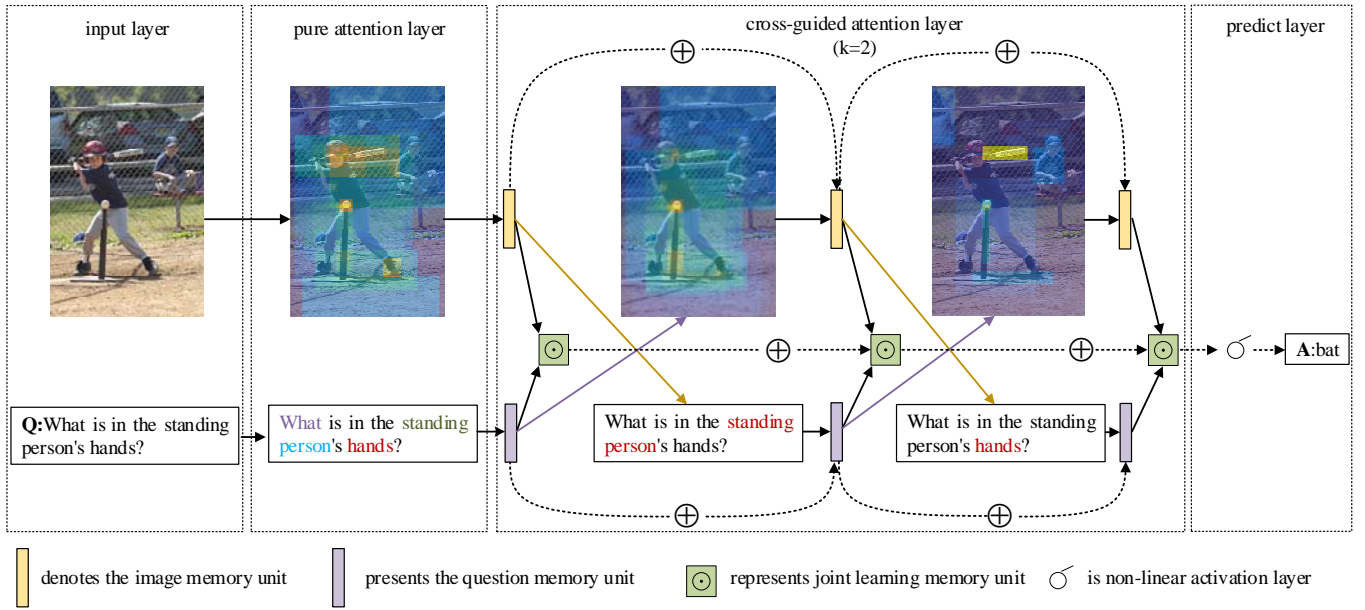 input layer
pure attention layer
cross-guided attention layer
(k=2)
predict layer
Q:What is in the standing
person's hands?
What is in the standing
person's hands?
What is in the standing
person's hands?
What is in the standing
person's hands?
A:bat
denotes the image memory unit
presents the question memory unit
represents joint learning memory unit
is non-linear activation layer